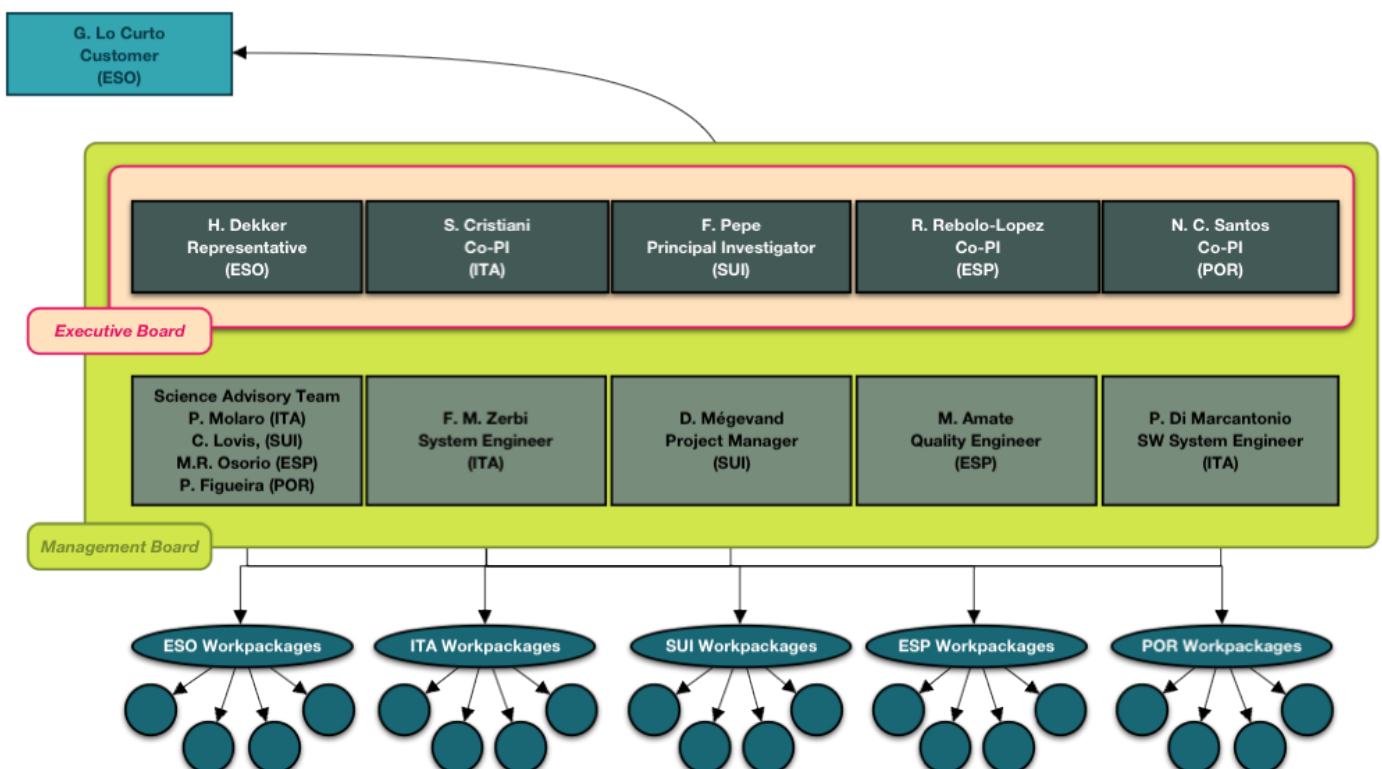 G. Lo Curto
Customer
(ESO)
H. Dekker
Representative
(ESO)
S. Cristiani
Co-PI
(ITA)
F. Pepe
Principal Investigator
(SUI)
R. Rebolo-Lopez
Co-PI
(ESP)
N. C. Santos
Co-PI
(POR)
Executive Board
Science Advisory Team
P. Molaro (ITA)
C. Lovis, (SUI)
M.R. Osorio (ESP)
P. Figueira (POR)
F. M. Zerbi
System Engineer
(ITA)
D. Mégevand
Project Manager
(SUI)
M. Amate
Quality Engineer
(ESP)
P. Di Marcantonio
SW System Engineer
(ITA)
Management Board
ESO Workpackages
ITA Workpackages
SUI Workpackages
ESP Workpackages
POR Workpackages